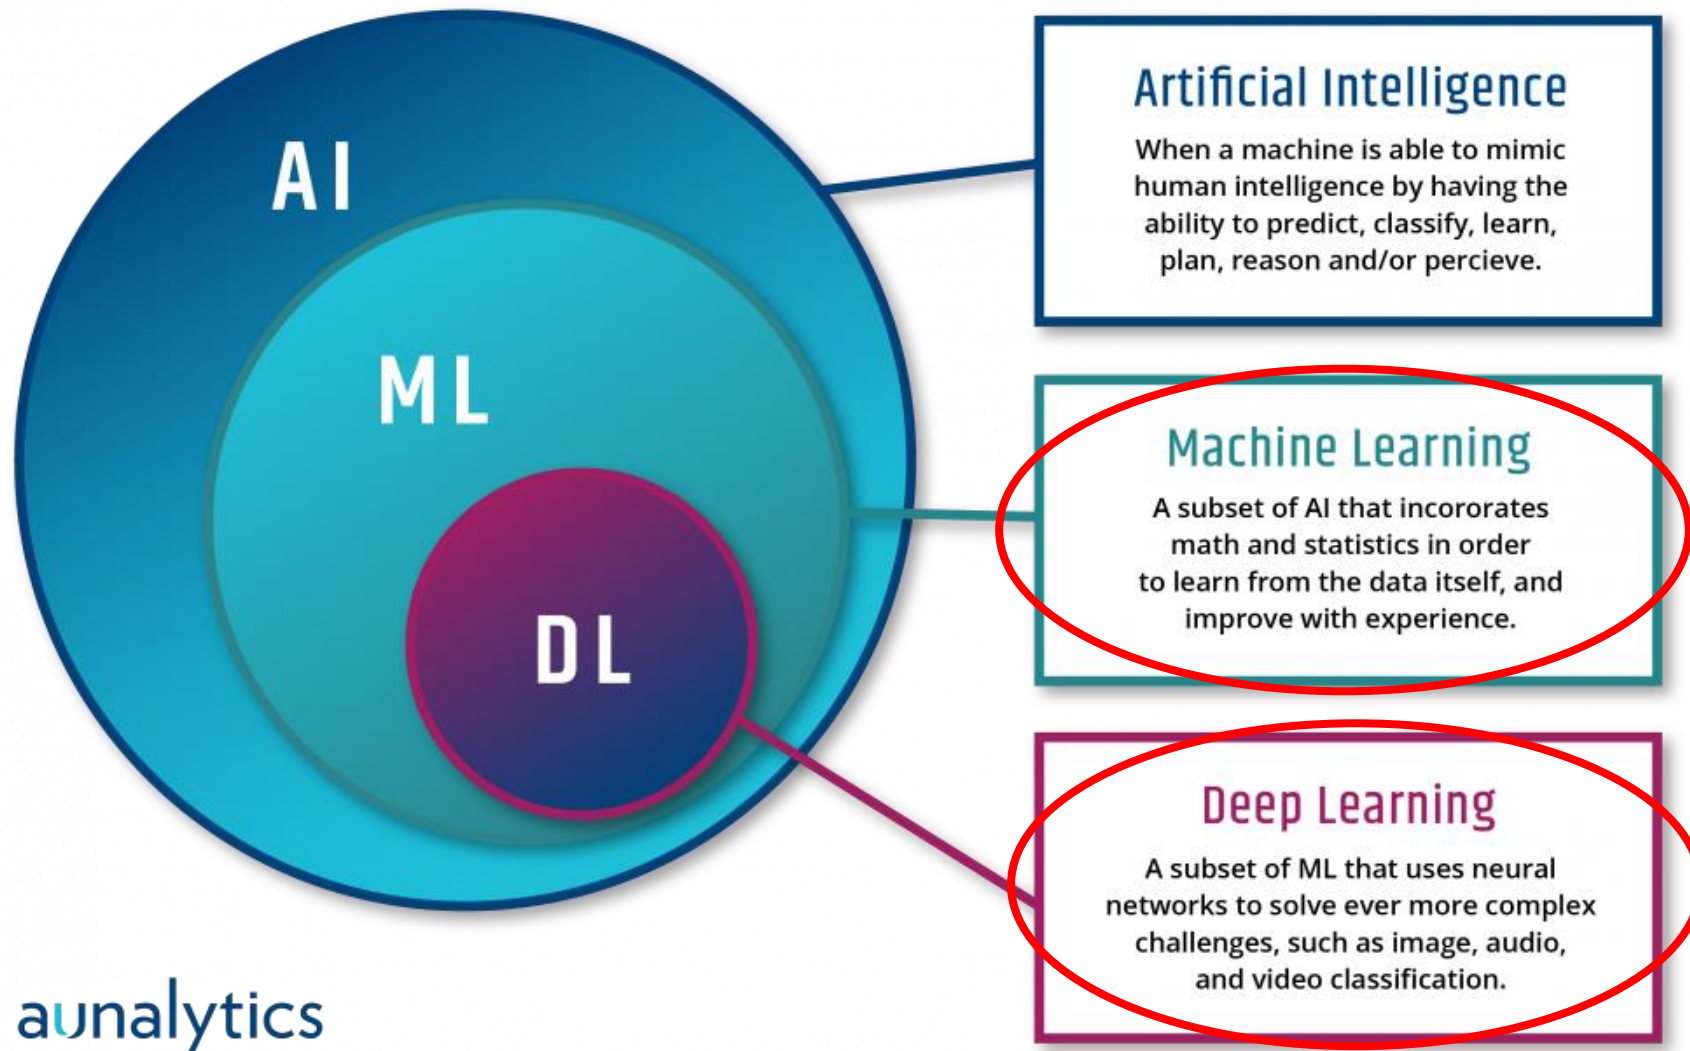 AI
ML
DL
Artificial Intelligence
When a machine is able to mimic
human intelligence by having the
ability to predict, classify, learn,
plan, reason and/or percieve.
Machine Learning
A subset of AI that incororates
math and statistics in order
to learn from the data itself, and
improve with experience.
Deep Learning
A subset of ML that uses neural
networks to solve ever more complex
challenges, such as image, audio,
and video classification.
aunalytics